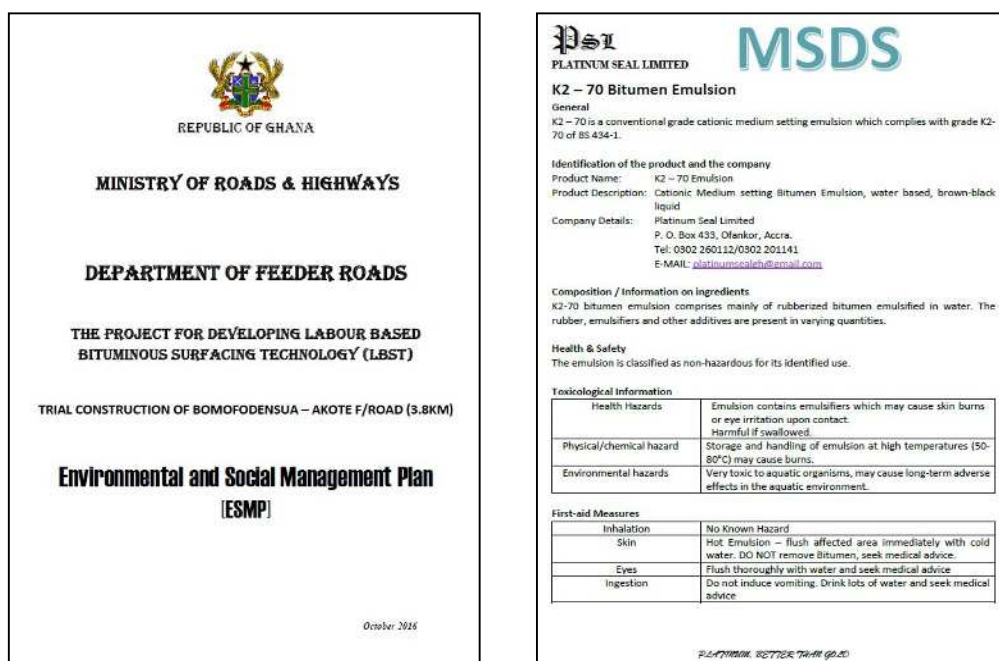 REPUBLIC OF GHANA
MINISTRY OF ROADS & HIGHWAYS
DEPARTMENT OF FEEDER ROADS
THE PROJECT FOR DEVELOPING LABOUR BASED
BITUMINOUS SURFACING TECHNOLOGY (LBST)
TRIAL CONSTRUCTION OF BOMOFODENSUA – AKOTE F/ROAD (3.8KM)
Environmental and Social Management Plan
[ESMP]
October 2016
PSL
PLATINUM SEAL LIMITED
MSDS
K2 – 70 Bitumen Emulsion
General
K2 – 70 is a conventional grade cationic medium setting emulsion which complies with grade K2-
70 of BS 434-1.
Identification of the product and the company
Product Name: K2 – 70 Emulsion
Product Description: Cationic Medium setting Bitumen Emulsion, water based, brown-black
liquid
Company Details: Platinum Seal Limited
P. O. Box 433, Ofankor, Accra.
Tel: 0302 260112/0302 201141
E-MAIL: platinumsealeh@email.com
Composition / Information on ingredients
K2-70 bitumen emulsion comprises mainly of rubberized bitumen emulsified in water. The
rubber, emulsifiers and other additives are present in varying quantities.
Health & Safety
The emulsion is classified as non-hazardous for its identified use.
Toxicological Information
Health Hazards Emulsion contains emulsifiers which may cause skin burns
or eye irritation upon contact.
Harmful if swallowed.
Physical/chemical hazard Storage and handling of emulsion at high temperatures (50-
80°C) may cause burns.
Environmental hazards Very toxic to aquatic organisms, may cause long-term adverse
effects in the aquatic environment.
First-aid Measures
Inhalation No Known Hazard
Skin Hot Emulsion – flush affected area immediately with cold
water. DO NOT remove Bitumen, seek medical advice.
Eyes Flush thoroughly with water and seek medical advice
Ingestion Do not induce vomiting. Drink lots of water and seek medical
advice
PLATINUM, BETTER THAN GOLD